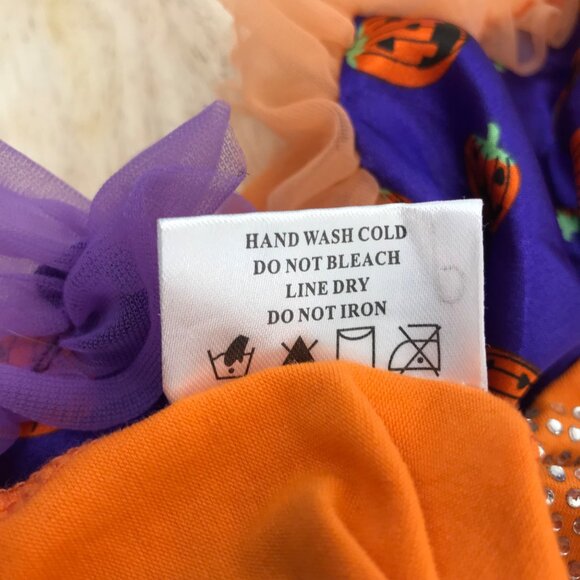 HAND WASH COLD
DO NOT BLEACH
LINE DRY
DO NOT IRON